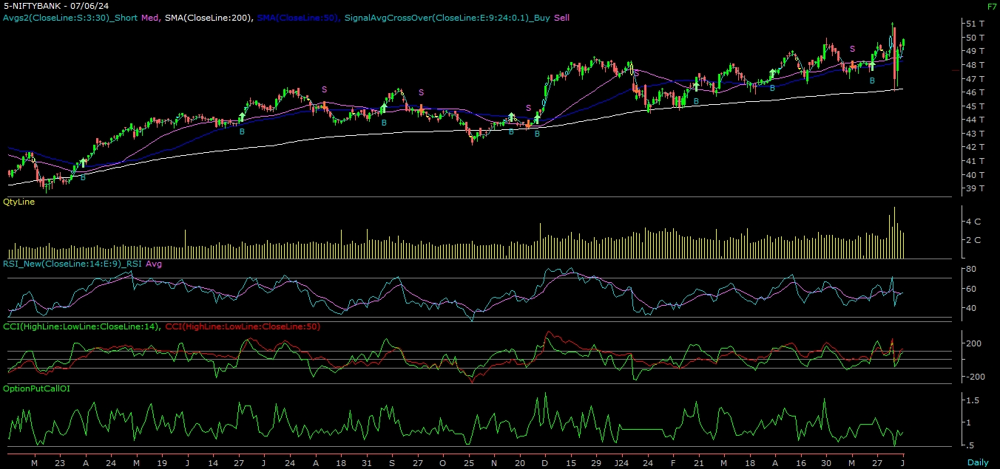 5-NIFTYBANK - 07/06/24
F7
Avgs2(CloseLine:S:3:30)_Short Med, SMA(CloseLine:200), SMA(CloseLine:50), SignalAvgCrossOver(CloseLine:E:9:24:0.1)_Buy Sell
51 T
50 T
49 T
48 T
47 T
46 T
45 T
44 T
43 T
42 T
41 T
40 T
39 T
B
B
S
B
S
B
S
B
S
B
B
S
B
QtyLine
4 C
2 C
RSI_New(CloseLine:14:E:9)_RSI Avg
80
60
40
CCI(HighLine:LowLine:CloseLine:14), CCI(HighLine:LowLine:CloseLine:50)
200
-200
OptionPutCallOI
1.5
1
.5
M 23 A 24 M 19 J 14 27 J 24 A 18 31 S 27 O 25 N 20 D 15 29 J24 24 F 21 M 18 A 16 30 M 27 J
Daily